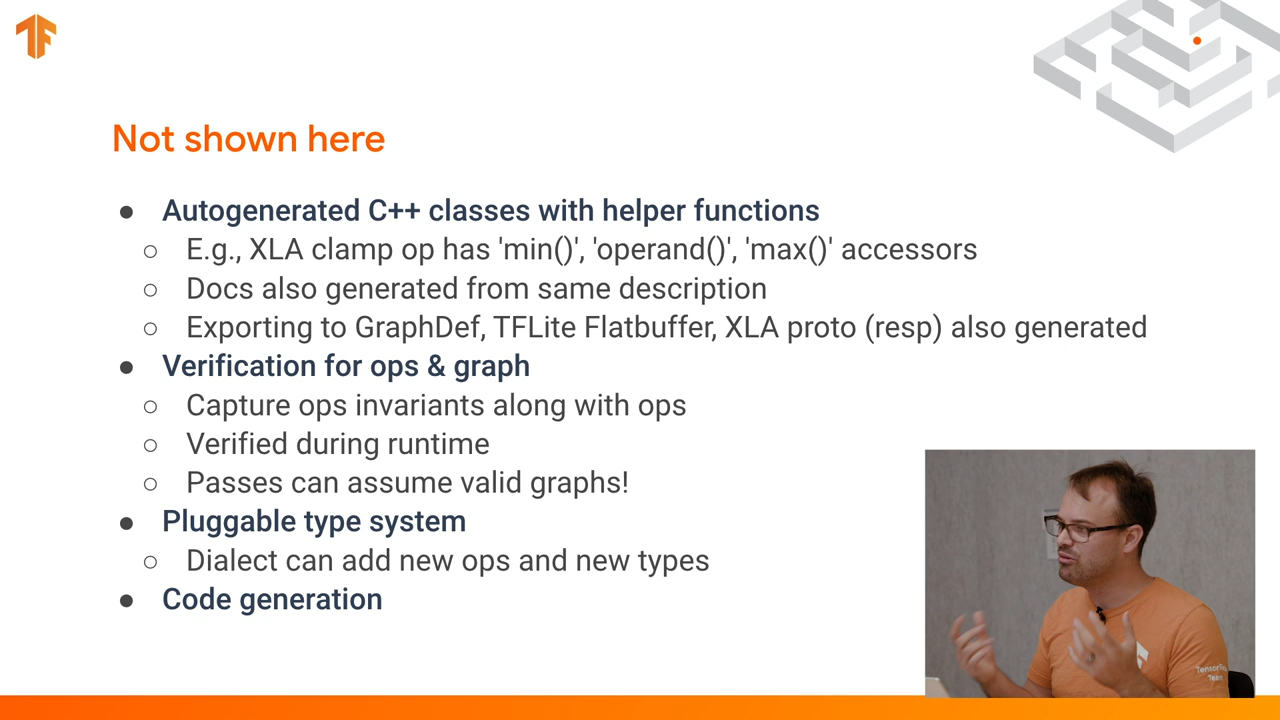 Not shown here
● Autogenerated C++ classes with helper functions
○ E.g., XLA clamp op has 'min()', 'operand()', 'max()' accessors
○ Docs also generated from same description
○ Exporting to GraphDef, TFLite Flatbuffer, XLA proto (resp) also generated
● Verification for ops & graph
○ Capture ops invariants along with ops
○ Verified during runtime
○ Passes can assume valid graphs!
● Pluggable type system
○ Dialect can add new ops and new types
● Code generation
Team